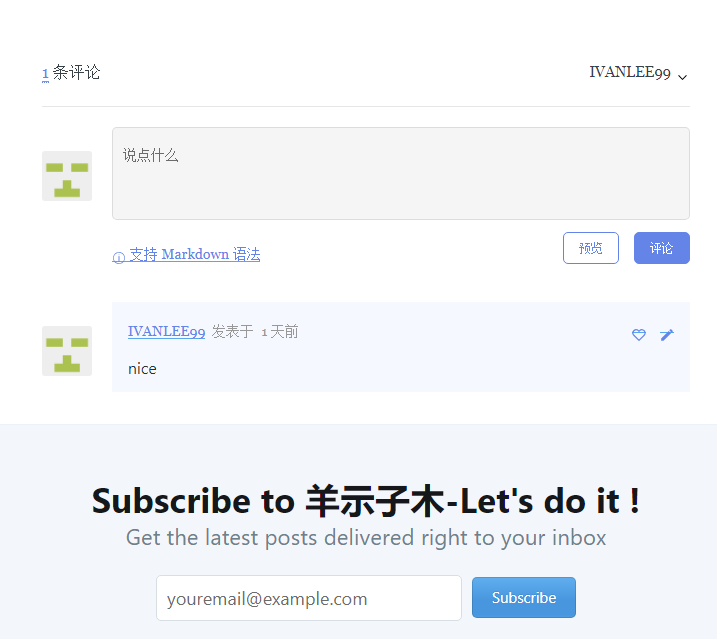 1 条评论
IVANLEE99
说点什么
支持 Markdown 语法
预览
评论
IVANLEE99 发表于 1 天前
nice
Subscribe to 羊示子木-Let's do it !
Get the latest posts delivered right to your inbox
youremail@example.com
Subscribe